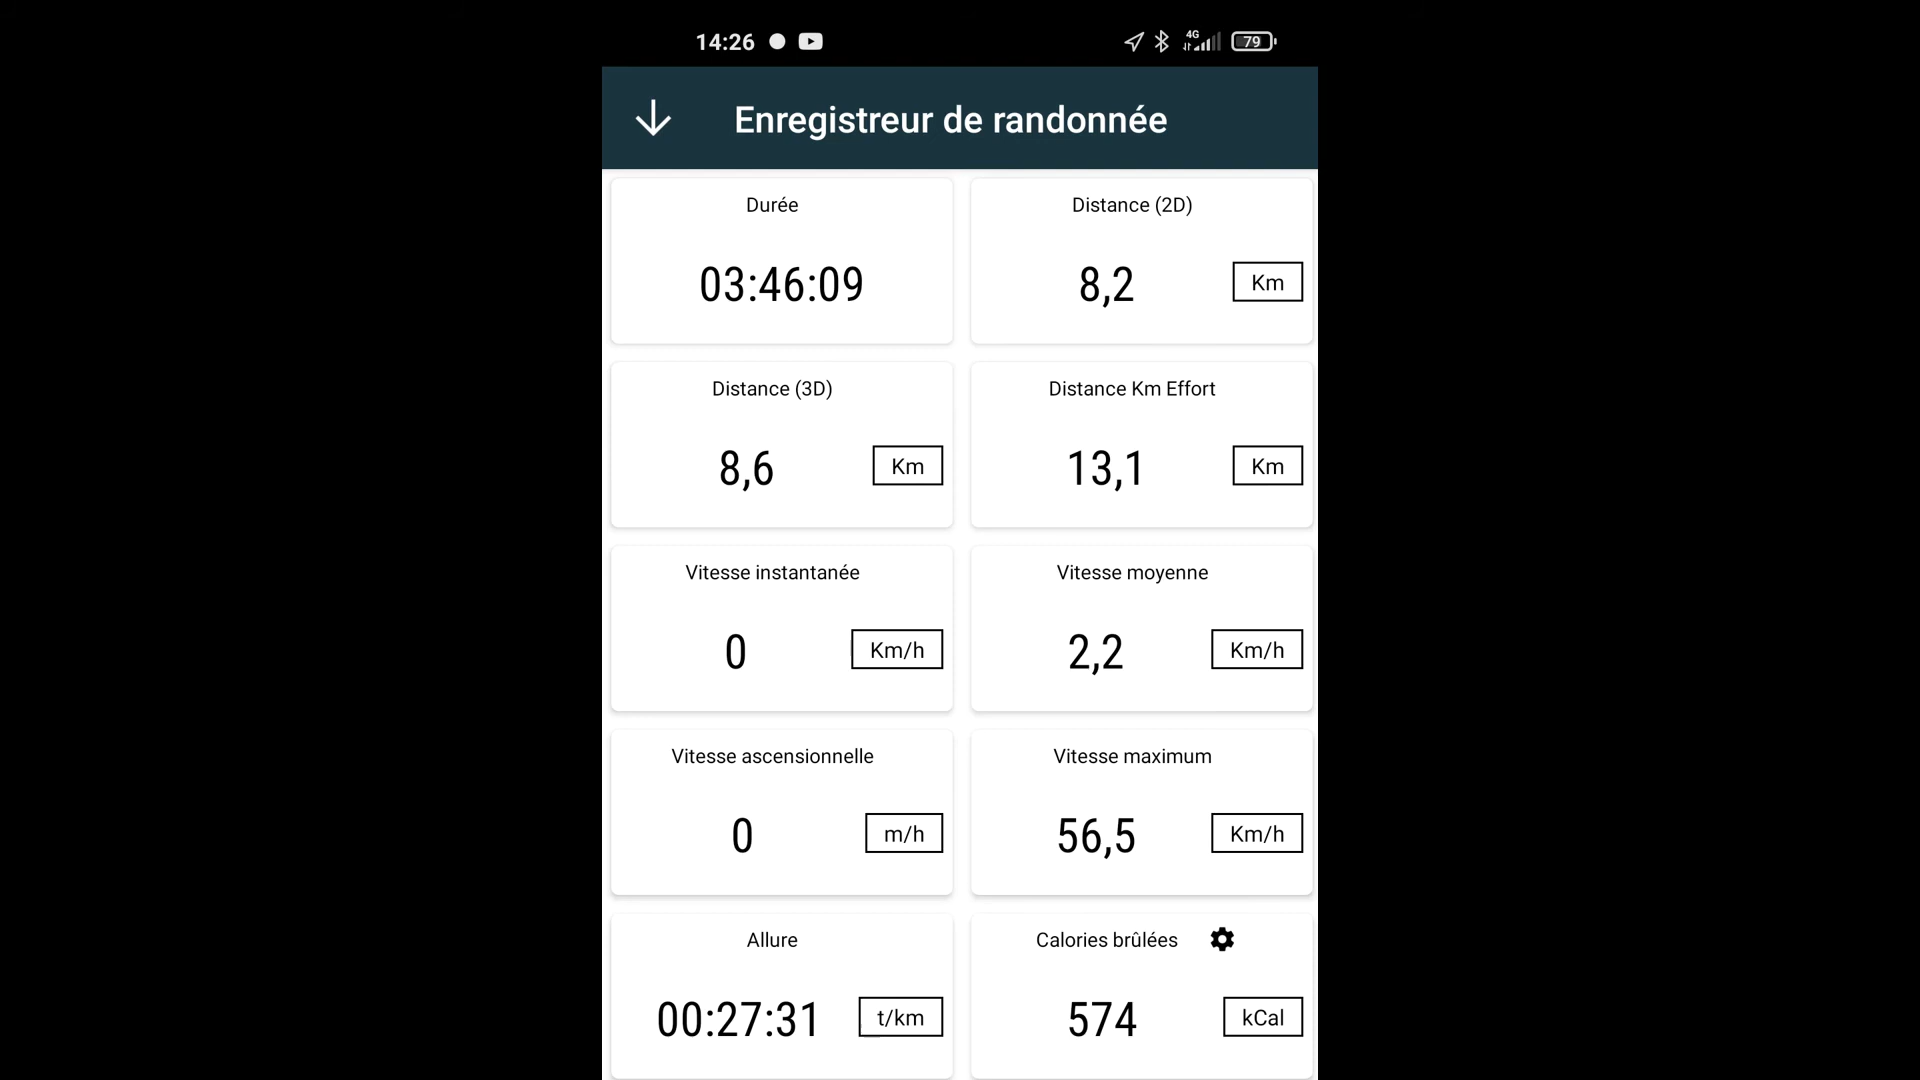 14:26
4G
79
Enregistreur de randonnée
Durée
03:46:09
Distance (2D)
8,2 Km
Distance (3D)
8,6 Km
Distance Km Effort
13,1 Km
Vitesse instantanée
0 Km/h
Vitesse moyenne
2,2 Km/h
Vitesse ascensionnelle
0 m/h
Vitesse maximum
56,5 Km/h
Allure
00:27:31 t/km
Calories brûlées
574 kCal